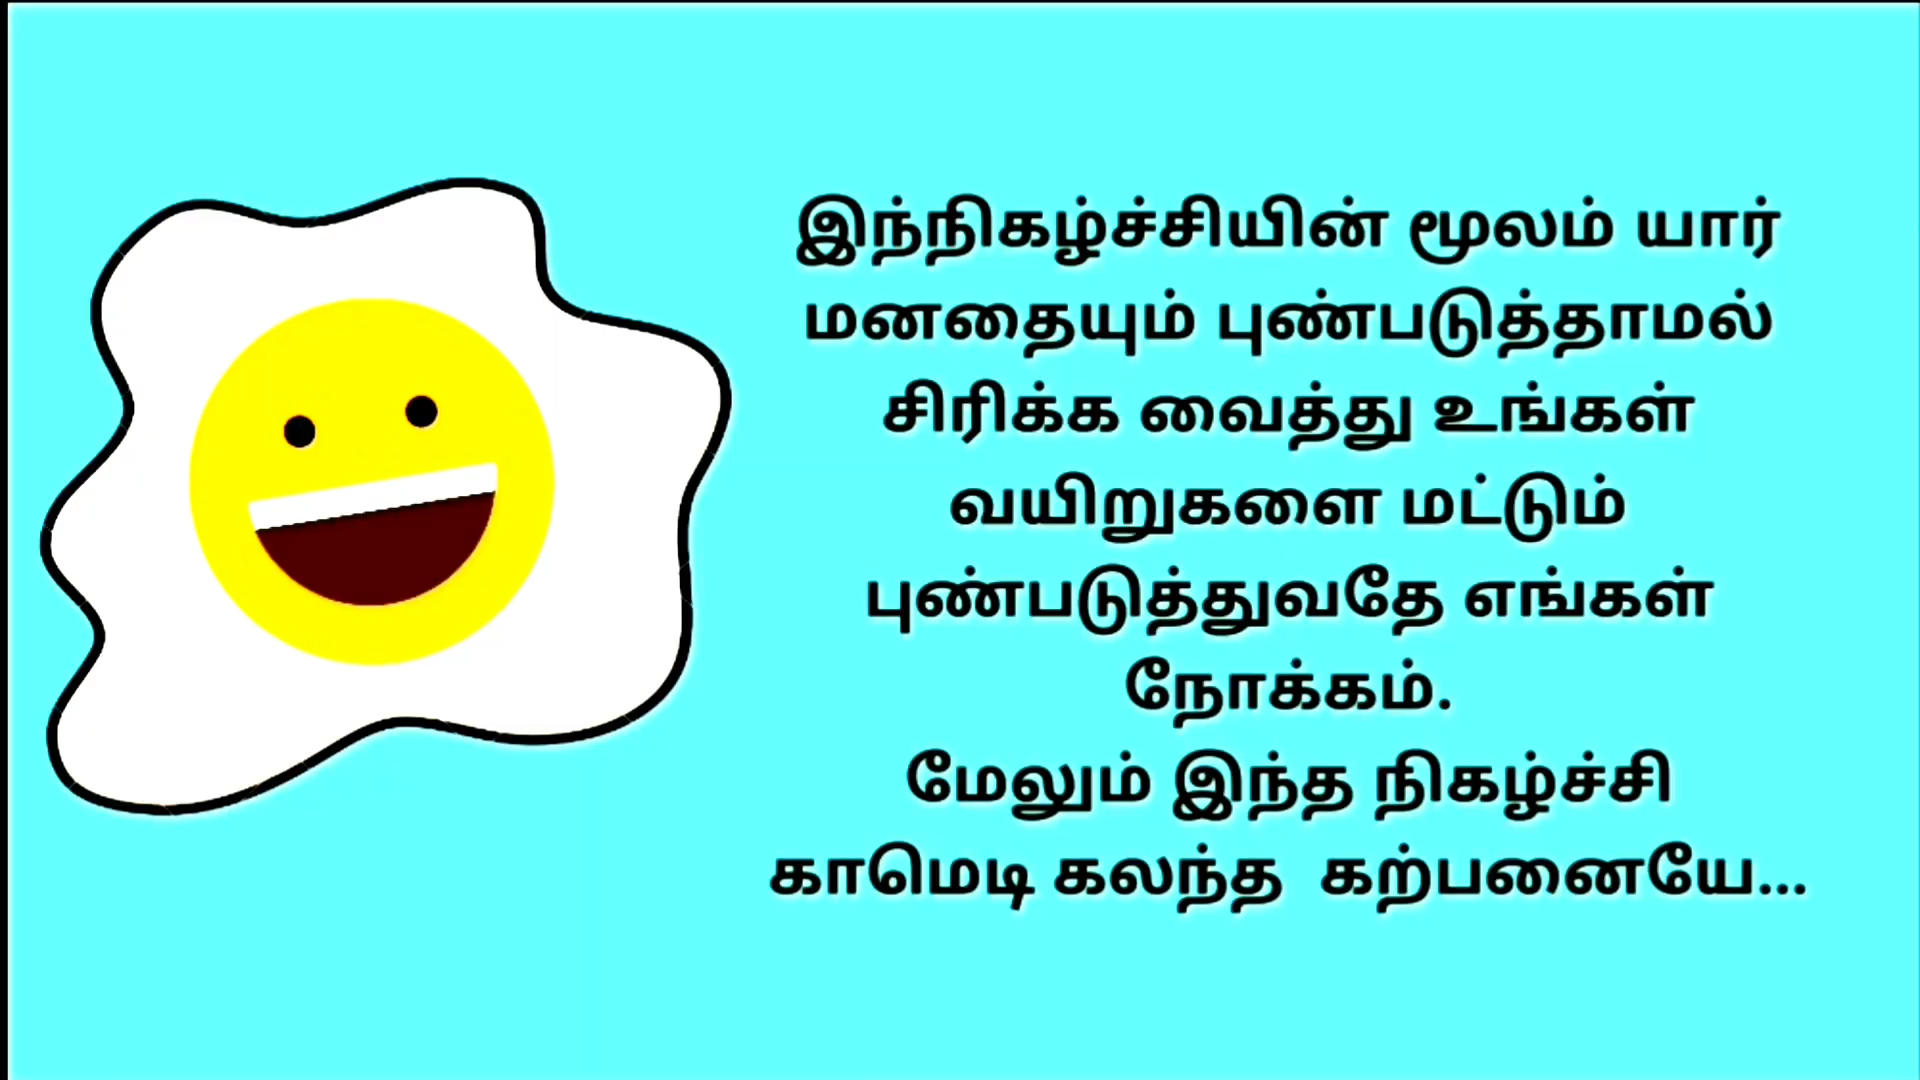 இந்நிகழ்ச்சியின் மூலம் யார்
மனதையும் புண்படுத்தாமல்
சிரிக்க வைத்து உங்கள்
வயிறுகளை மட்டும்
புண்படுத்துவதே எங்கள்
நோக்கம்.
மேலும் இந்த நிகழ்ச்சி
காமெடி கலந்த கற்பனையே...